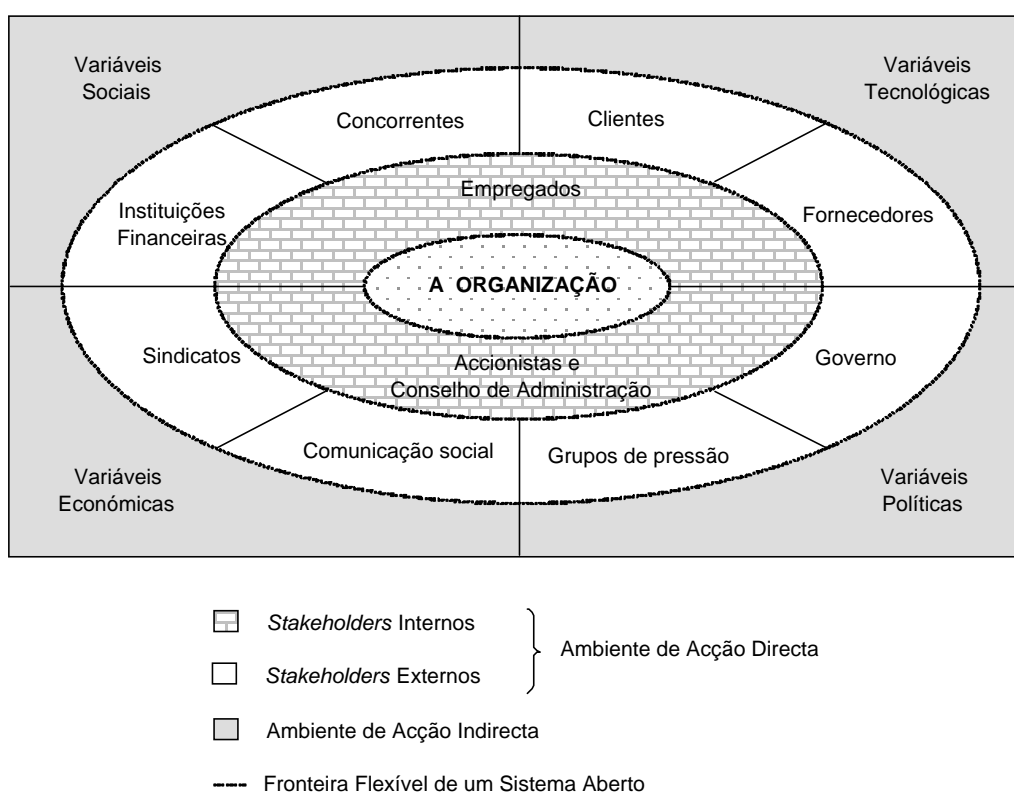 Variáveis
Sociais
Variáveis
Tecnológicas
Concorrentes
Clientes
Empregados
Instituições
Financeiras
Fornecedores
A ORGANIZAÇÃO
Sindicatos
Accionistas e
Conselho de Administração
Governo
Comunicação social
Grupos de pressão
Variáveis
Económicas
Variáveis
Políticas
Stakeholders Internos
Ambiente de Acção Directa
Stakeholders Externos
Ambiente de Acção Indirecta
Fronteira Flexível de um Sistema Aberto